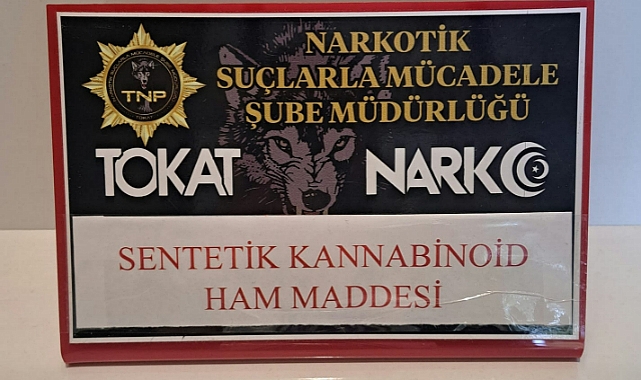 NARKOTİK
SUÇLARLA MÜCADELE
ŞUBE MÜDÜRLÜĞÜ
TNP
TOKAT NARKO
SENTETİK KANNABİNOİD
HAM MADDESİ